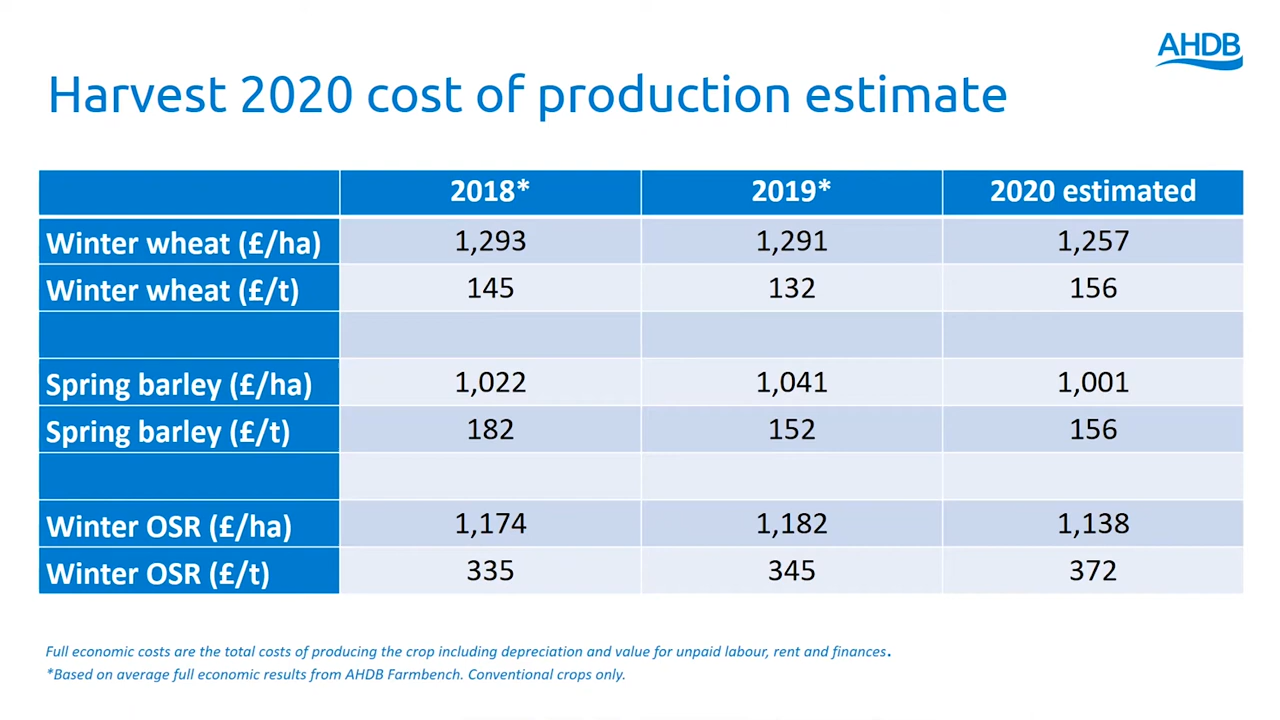 AHDB
Harvest 2020 cost of production estimate
2018* 2019* 2020 estimated
Winter wheat (£/ha) 1,293 1,291 1,257
Winter wheat (£/t) 145 132 156
Spring barley (£/ha) 1,022 1,041 1,001
Spring barley (£/t) 182 152 156
Winter OSR (£/ha) 1,174 1,182 1,138
Winter OSR (£/t) 335 345 372
Full economic costs are the total costs of producing the crop including depreciation and value for unpaid labour, rent and finances.
*Based on average full economic results from AHDB Farmbench. Conventional crops only.